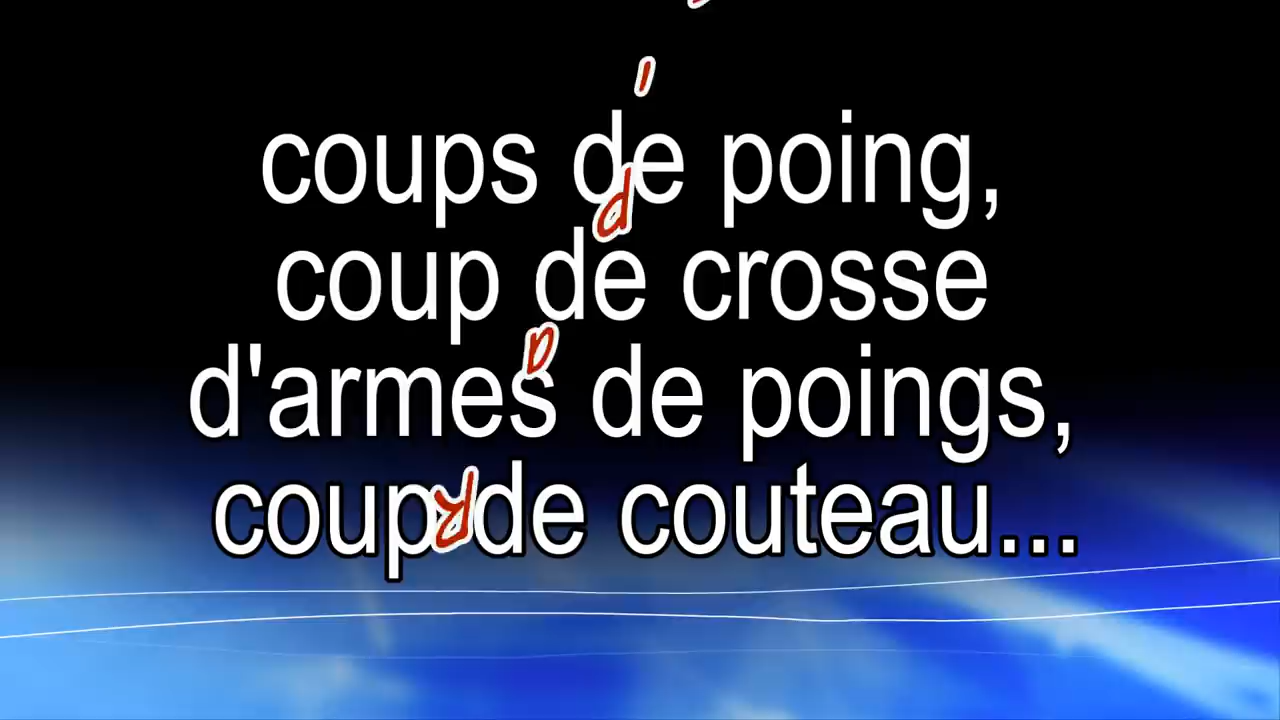 coups de poing,
coup de crosse
d'armes de poings,
coup de couteau...